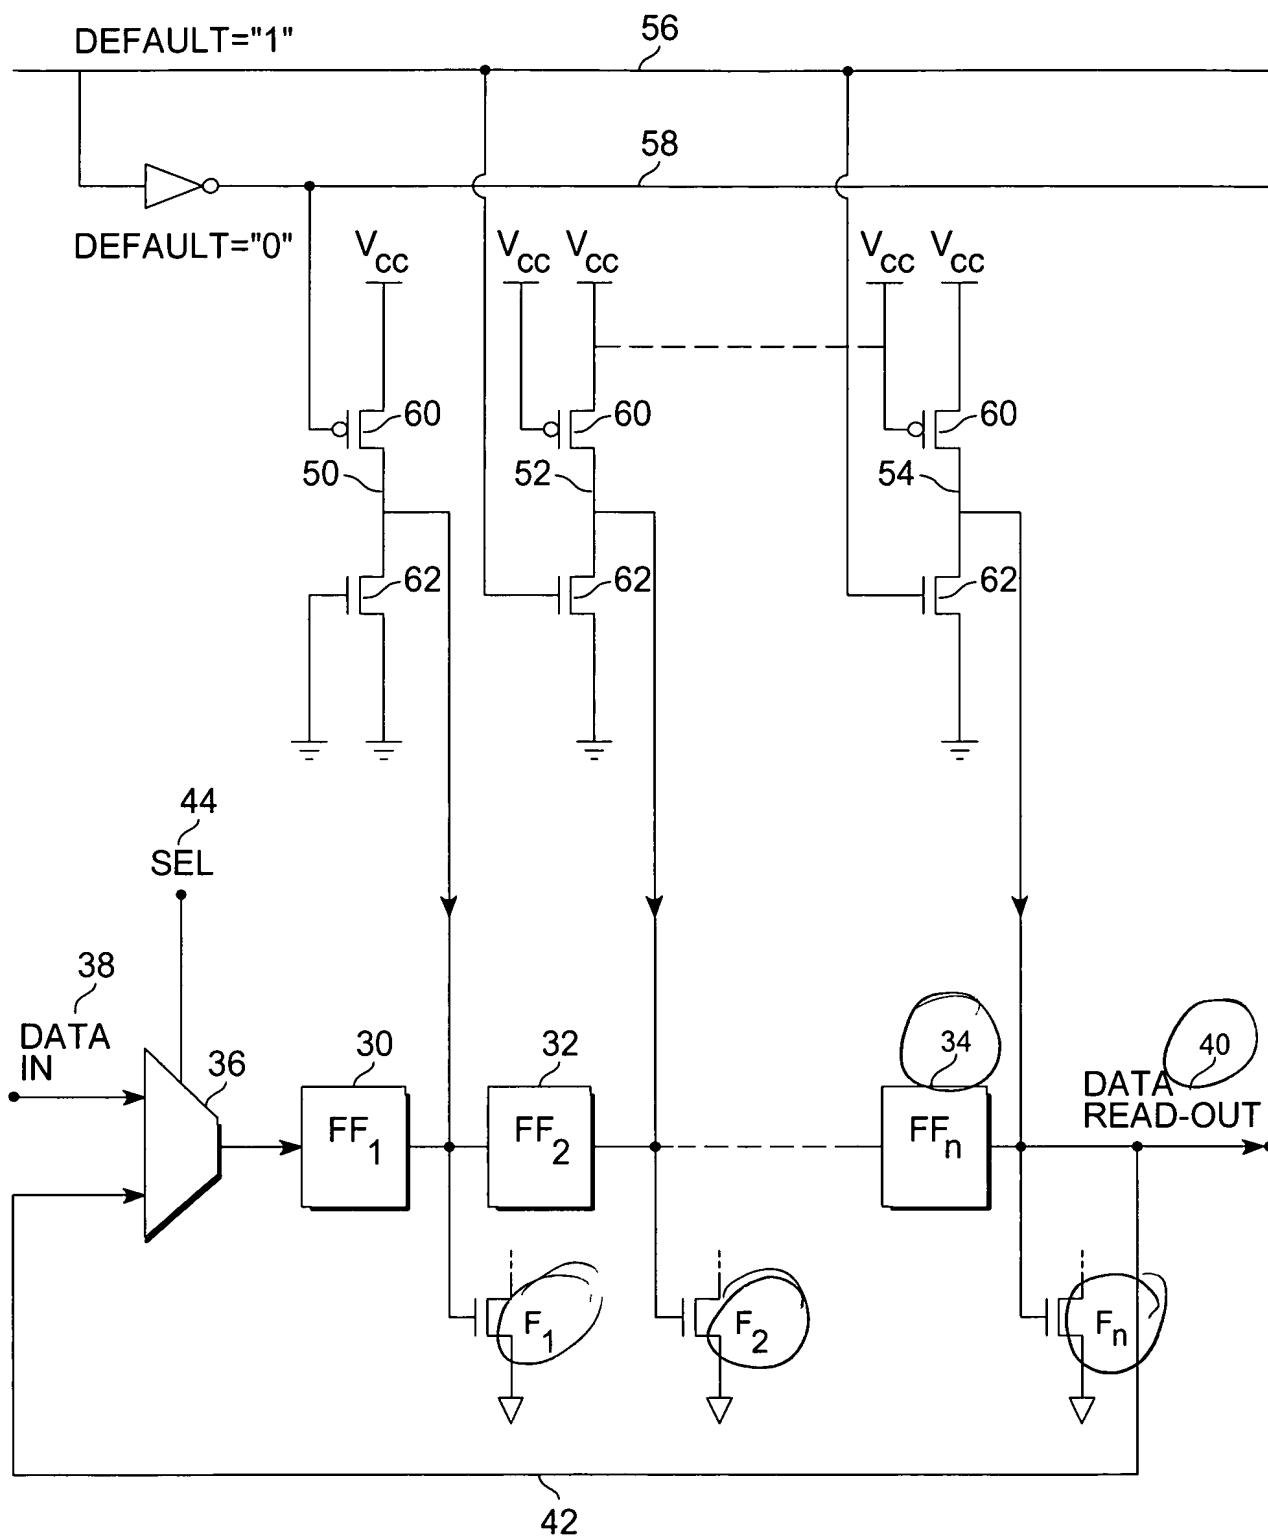 DEFAULT="1"
56
58
DEFAULT="0"
Vcc
Vcc
Vcc
Vcc
Vcc
60
60
60
50
52
54
62
62
62
44
SEL
38
DATA
IN
36
30
32
34
40
DATA
READ-OUT
FF1
FF2
FFn
F1
F2
Fn
42